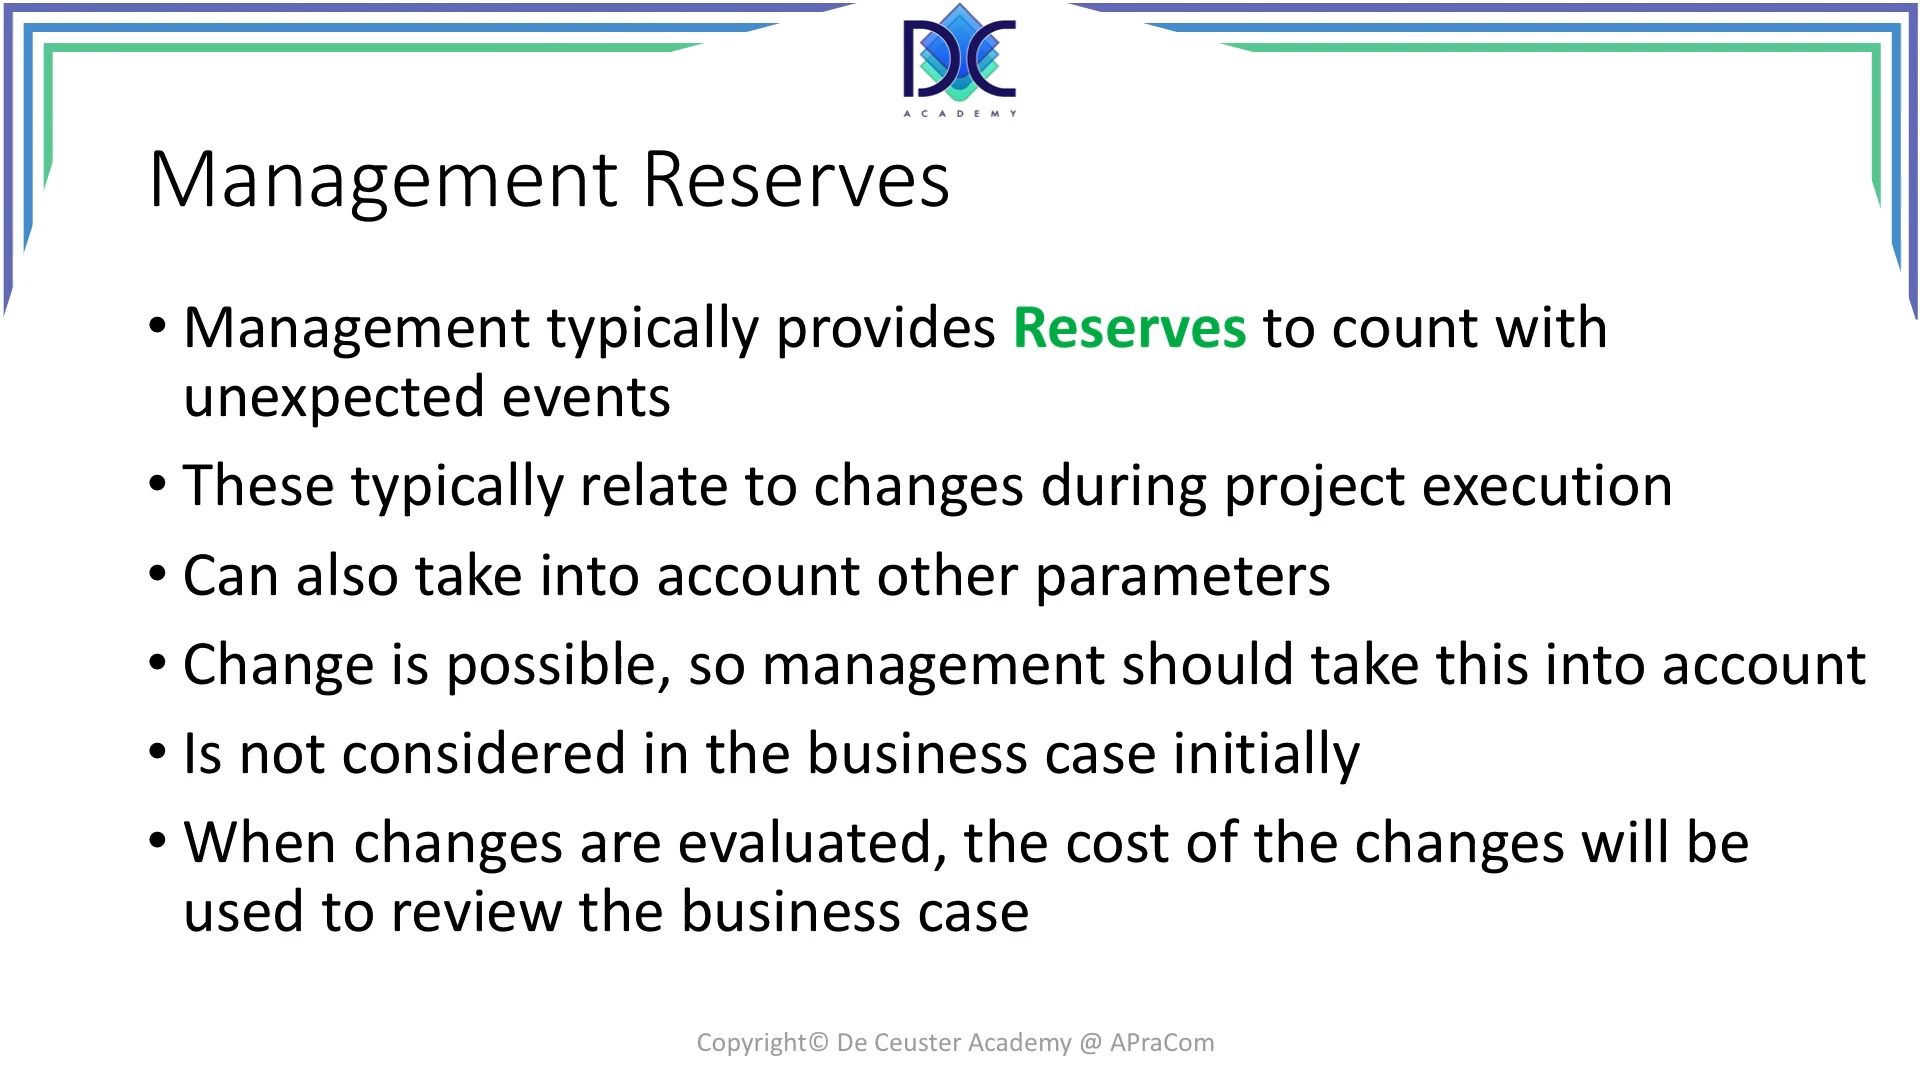 DC
ACADEMY
Management Reserves
• Management typically provides Reserves to count with
unexpected events
• These typically relate to changes during project execution
• Can also take into account other parameters
• Change is possible, so management should take this into account
• Is not considered in the business case initially
• When changes are evaluated, the cost of the changes will be
used to review the business case
Copyright© De Ceuster Academy @ APraCom